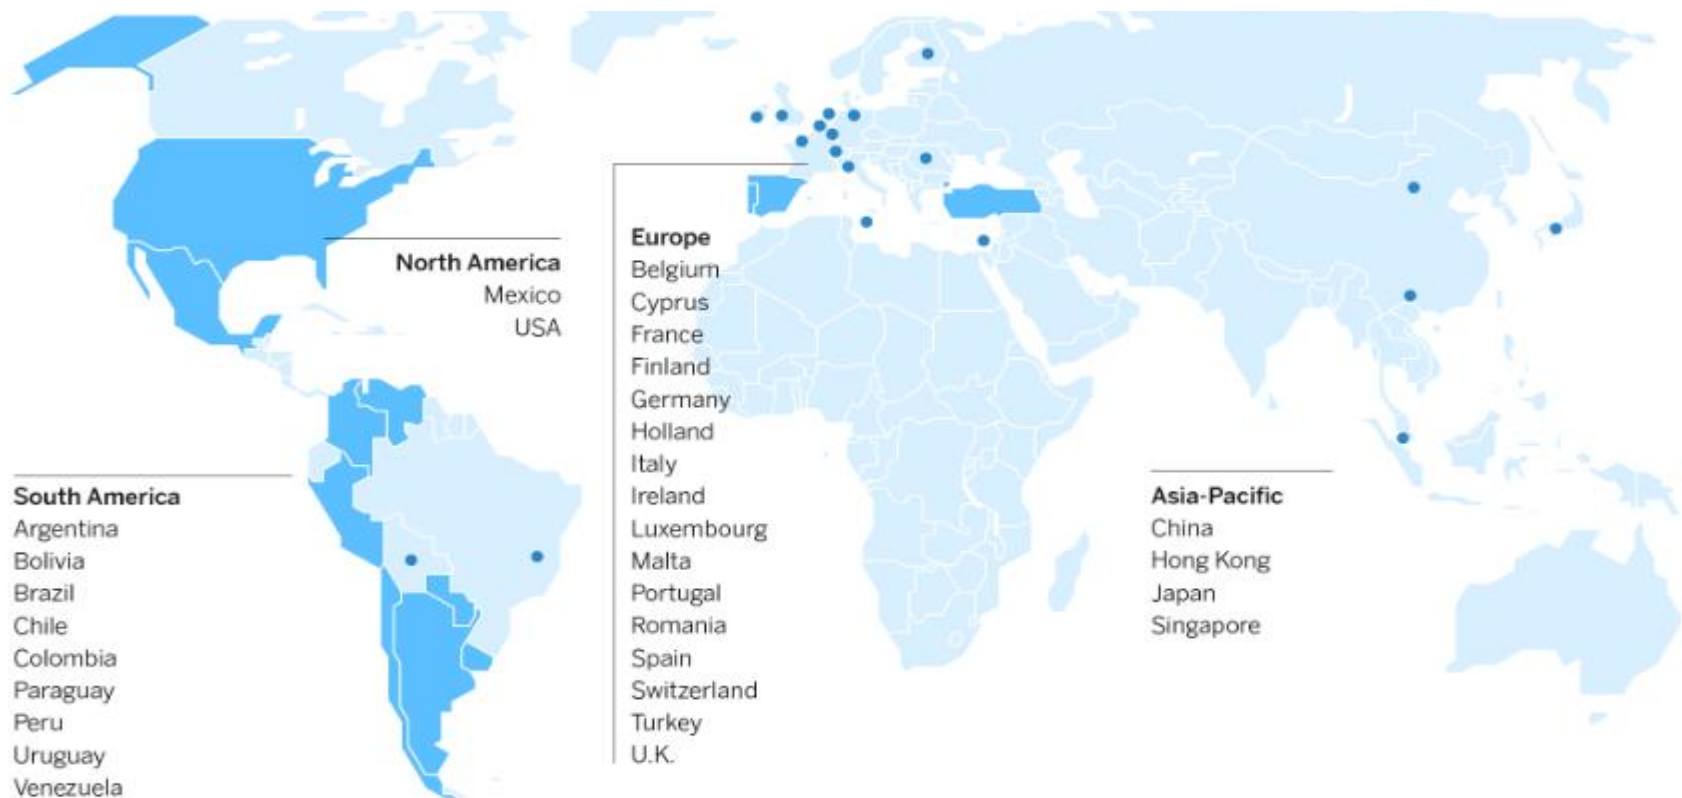 North America
Mexico
USA
South America
Argentina
Bolivia
Brazil
Chile
Colombia
Paraguay
Peru
Uruguay
Venezuela
Europe
Belgium
Cyprus
France
Finland
Germany
Holland
Italy
Ireland
Luxembourg
Malta
Portugal
Romania
Spain
Switzerland
Turkey
U.K.
Asia-Pacific
China
Hong Kong
Japan
Singapore